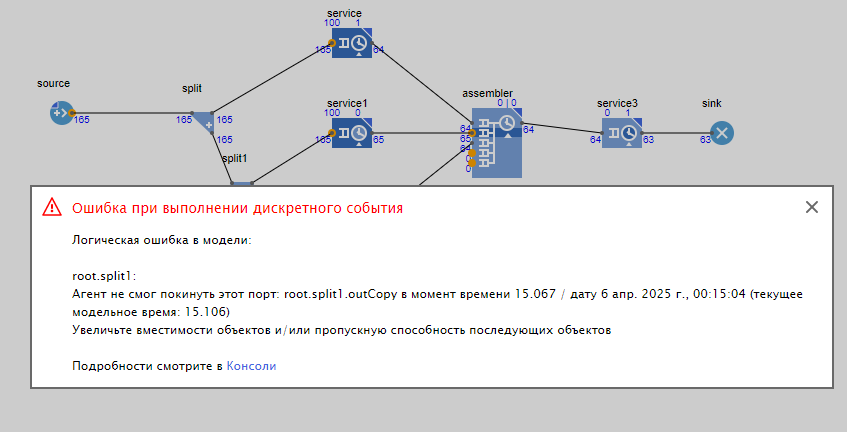 service
100 1
165 64
source
split
assembler
0 | 0
165
165 165
service1
service3
sink
100 0
0 1
64
64
165
165 64
65
64 63
63
split1
64
0
0
Ошибка при выполнении дискретного события
Логическая ошибка в модели:
root.split1:
Агент не смог покинуть этот порт: root.split1.outCopy в момент времени 15.067 / дату 6 апр. 2025 г., 00:15:04 (текущее
модельное время: 15.106)
Увеличьте вместимости объектов и/или пропускную способность последующих объектов
Подробности смотрите в Консоли